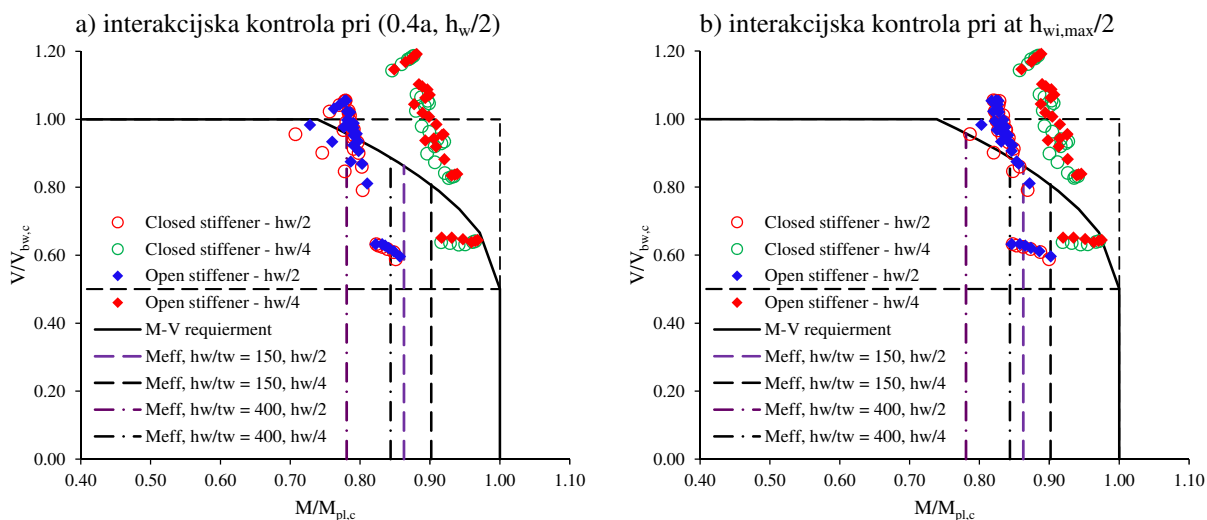 a) interakcijska kontrola pri (0.4a, hw/2)
1.20
1.00
0.80
0.60
0.40
0.20
0.00
V/Vbw,c
Closed stiffener - hw/2
Closed stiffener - hw/4
Open stiffener - hw/2
Open stiffener - hw/4
M-V requierment
Meff, hw/tw = 150, hw/2
Meff, hw/tw = 150, hw/4
Meff, hw/tw = 400, hw/2
Meff, hw/tw = 400, hw/4
0.40 0.50 0.60 0.70 0.80 0.90 1.00 1.10
M/Mpl,c
b) interakcijska kontrola pri at hwi,max/2
1.20
1.00
0.80
0.60
0.40
0.20
0.00
V/Vbw,c
Closed stiffener - hw/2
Closed stiffener - hw/4
Open stiffener - hw/2
Open stiffener - hw/4
M-V requierment
Meff, hw/tw = 150, hw/2
Meff, hw/tw = 150, hw/4
Meff, hw/tw = 400, hw/2
Meff, hw/tw = 400, hw/4
0.40 0.50 0.60 0.70 0.80 0.90 1.00 1.10
M/Mpl,c